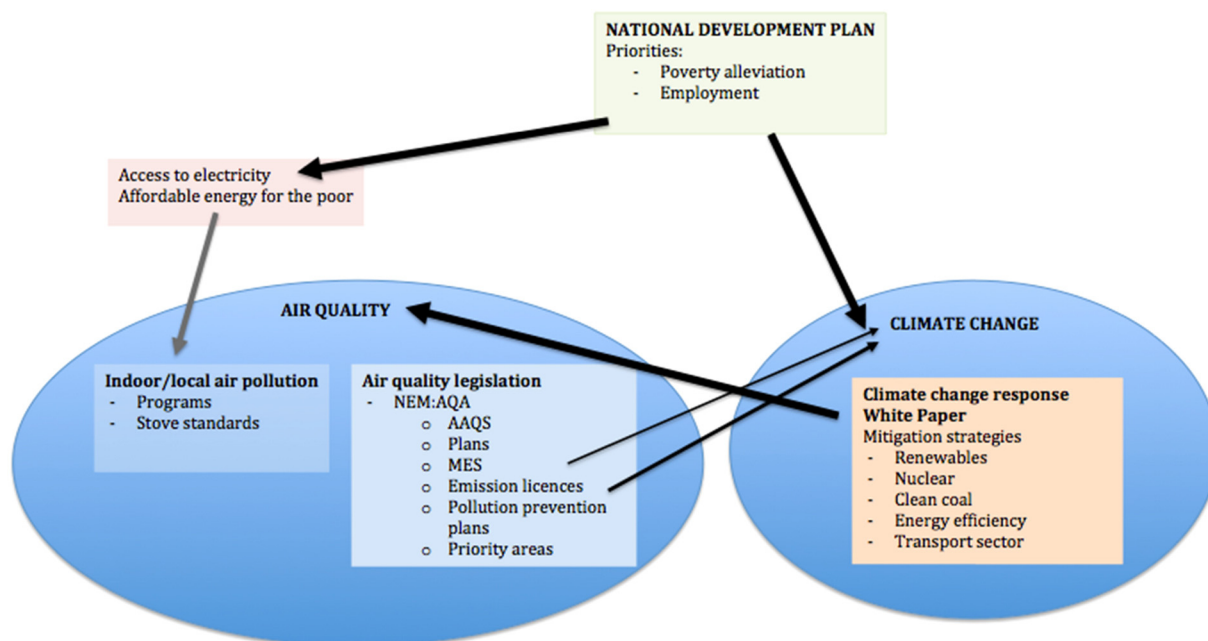 NATIONAL DEVELOPMENT PLAN
Priorities:
- Poverty alleviation
- Employment
Access to electricity
Affordable energy for the poor
AIR QUALITY
Indoor/local air pollution
- Programs
- Stove standards
Air quality legislation
- NEM:AQA
o AAQS
o Plans
o MES
o Emission licences
o Pollution prevention
plans
o Priority areas
CLIMATE CHANGE
Climate change response
White Paper
Mitigation strategies
- Renewables
- Nuclear
- Clean coal
- Energy efficiency
- Transport sector